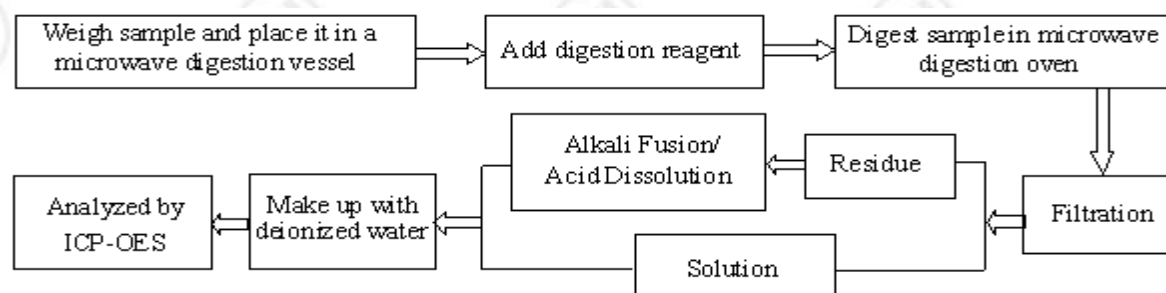 Weigh sample and place it in a
microwave digestion vessel
Add digestion reagent
Digest sample in microwave
digestion oven
Alkali Fusion/
Acid Dissolution
Residue
Filtration
Solution
Make up with
deionized water
Analyzed by
ICP-OES